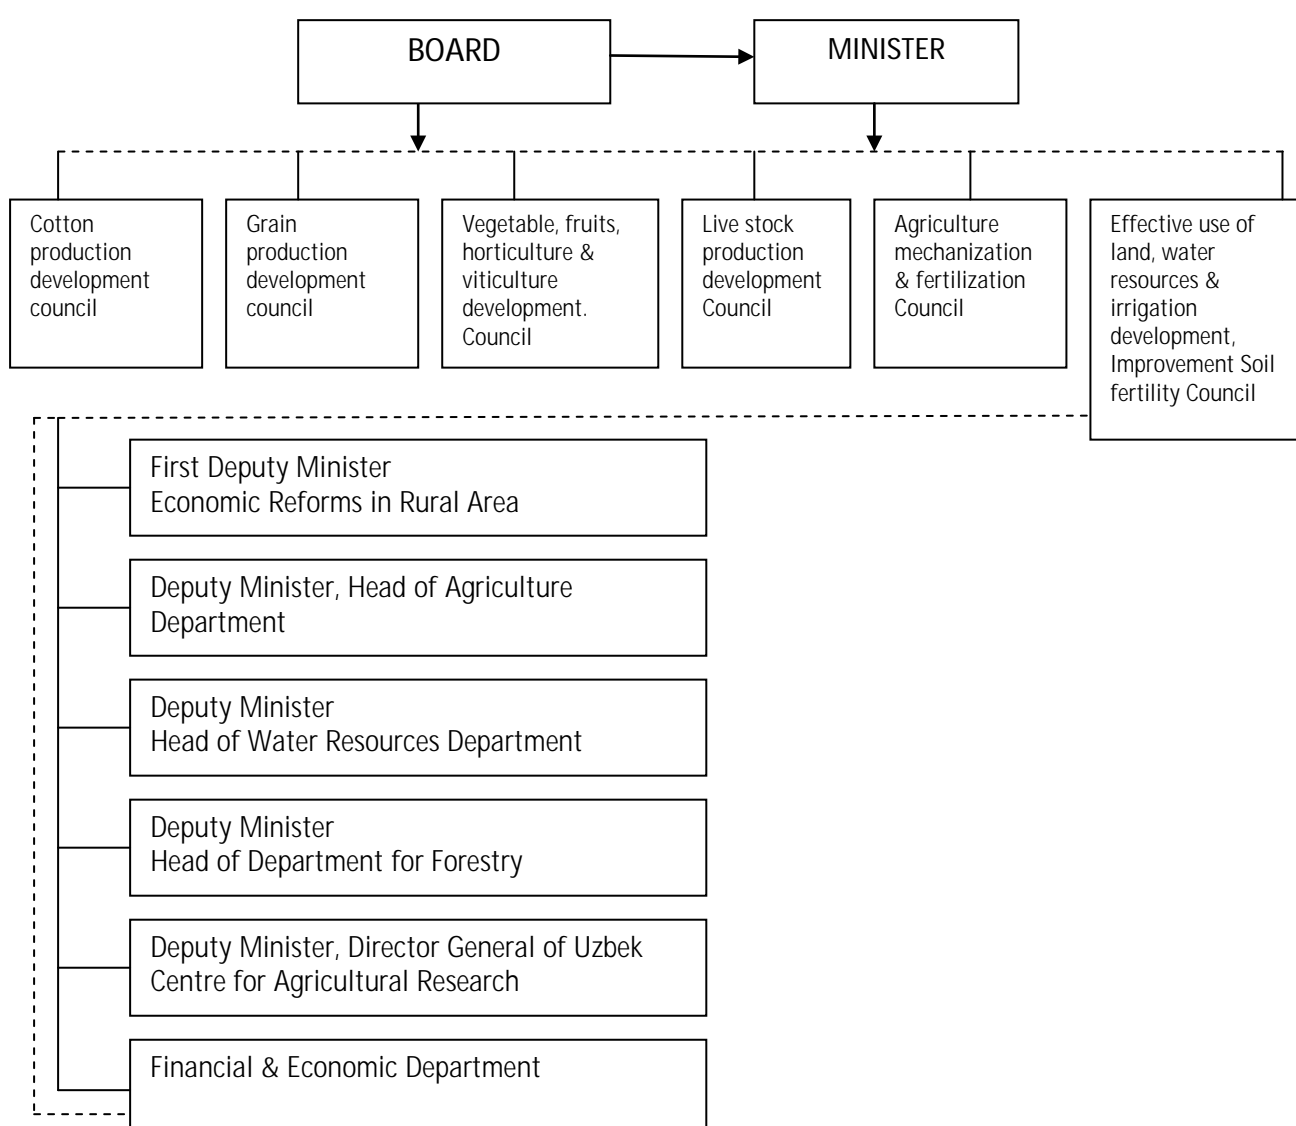 BOARD
MINISTER
Cotton
production
development
council
Grain
production
development
council
Vegetable, fruits,
horticulture &
viticulture
development.
Council
Live stock
production
development
Council
Agriculture
mechanization
& fertilization
Council
Effective use of
land, water
resources &
irrigation
development,
Improvement Soil
fertility Council
First Deputy Minister
Economic Reforms in Rural Area
Deputy Minister, Head of Agriculture
Department
Deputy Minister
Head of Water Resources Department
Deputy Minister
Head of Department for Forestry
Deputy Minister, Director General of Uzbek
Centre for Agricultural Research
Financial & Economic Department